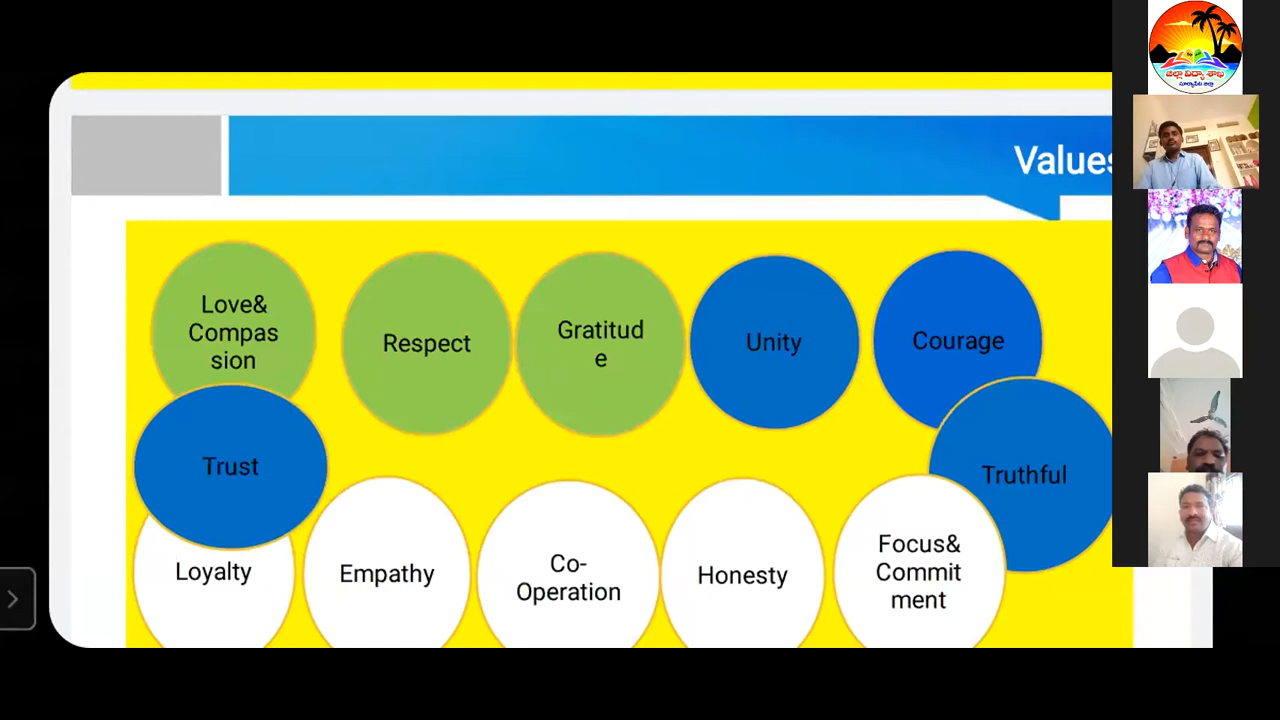 Values
Love&
Compas
sion
Respect
Gratitud
e
Unity
Courage
Trust
Truthful
Loyalty
Empathy
Co-
Operation
Honesty
Focus&
Commit
ment
జిల్లా విద్యా శాఖ
సూర్యాపేట జిల్లా